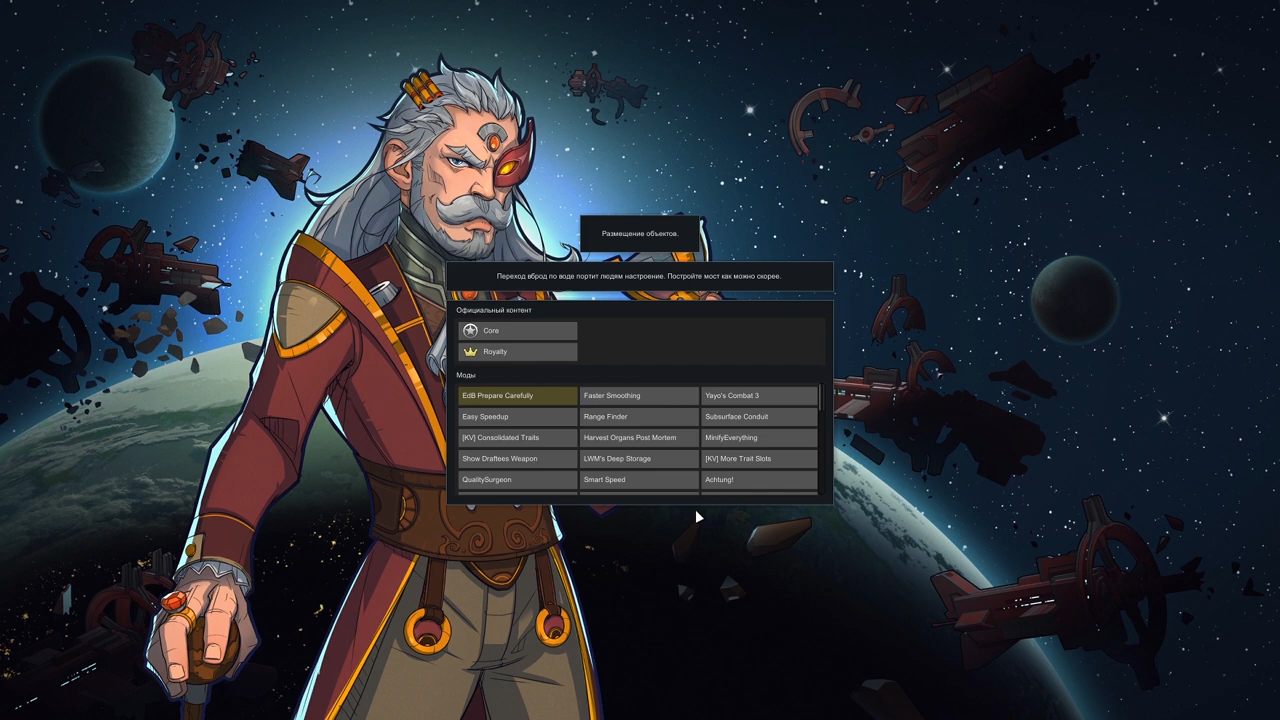 Размещение объектов.
Переход вброд по воде портит людям настроение. Постройте мост как можно скорее.
Официальный контент
Core
Royalty
Моды
EdB Prepare Carefully
Faster Smoothing
Yayo's Combat 3
Easy Speedup
Range Finder
Subsurface Conduit
[KV] Consolidated Traits
Harvest Organs Post Mortem
MinifyEverything
Show Draftees Weapon
LWM's Deep Storage
[KV] More Trait Slots
QualitySurgeon
Smart Speed
Achtung!